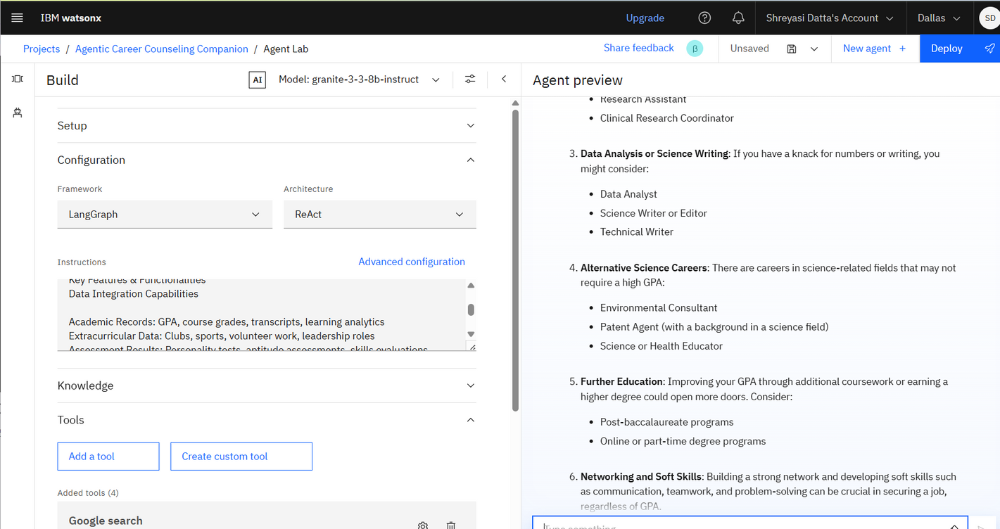 IBM watsonx
Upgrade
Shreyasi Datta's Account
Dallas
SD
Projects / Agentic Career Counseling Companion / Agent Lab
Share feedback
β
Unsaved
New agent +
Deploy
Build
AI
Model: granite-3-3-8b-instruct
Setup
Configuration
Framework
Architecture
LangGraph
ReAct
Instructions
Advanced configuration
Key Features & Functionalities
Data Integration Capabilities
Academic Records: GPA, course grades, transcripts, learning analytics
Extracurricular Data: Clubs, sports, volunteer work, leadership roles
Assessment Results: Personality tests, aptitude assessments, skills evaluations
Knowledge
Tools
Add a tool
Create custom tool
Added tools (4)
Google search
Agent preview
• Research Assistant
• Clinical Research Coordinator
3. Data Analysis or Science Writing: If you have a knack for numbers or writing, you
might consider:
• Data Analyst
• Science Writer or Editor
• Technical Writer
4. Alternative Science Careers: There are careers in science-related fields that may not
require a high GPA:
• Environmental Consultant
• Patent Agent (with a background in a science field)
• Science or Health Educator
5. Further Education: Improving your GPA through additional coursework or earning a
higher degree could open more doors. Consider:
• Post-baccalaureate programs
• Online or part-time degree programs
6. Networking and Soft Skills: Building a strong network and developing soft skills such
as communication, teamwork, and problem-solving can be crucial in securing a job,
regardless of GPA.
Type something